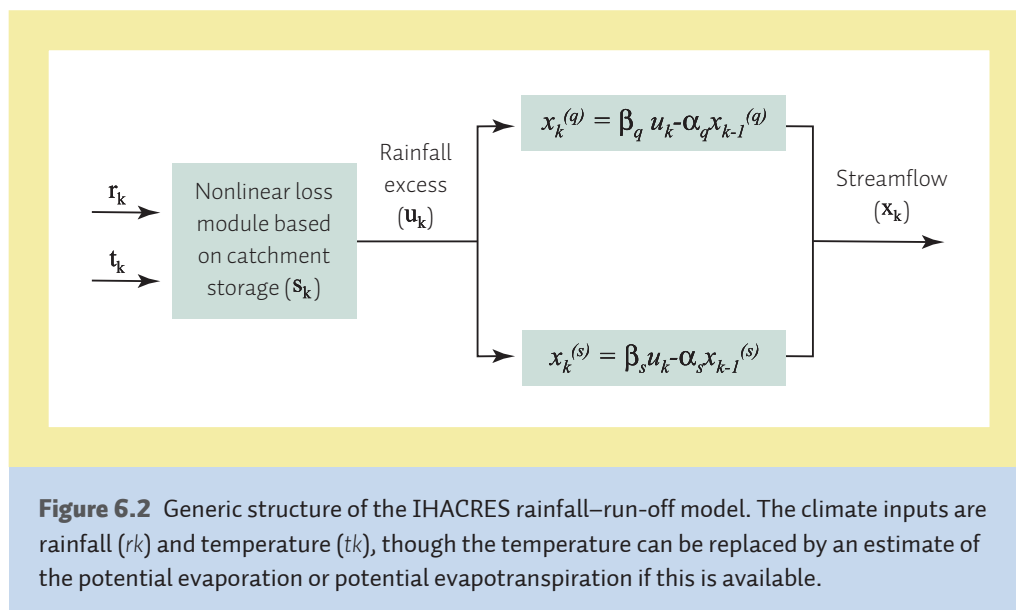 r_k
t_k
Nonlinear loss
module based
on catchment
storage (s_k)
Rainfall
excess
(u_k)
x_k^(q) = β_q u_k-α_q x_{k-1}^(q)
x_k^(s) = β_s u_k-α_s x_{k-1}^(s)
Streamflow
(x_k)
Figure 6.2 Generic structure of the IHACRES rainfall–run-off model. The climate inputs are
rainfall (rk) and temperature (tk), though the temperature can be replaced by an estimate of
the potential evaporation or potential evapotranspiration if this is available.